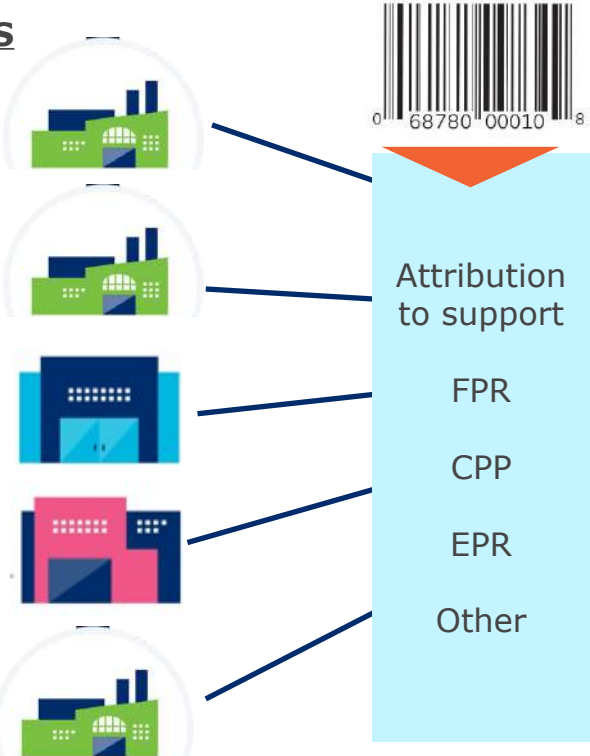 S
0 68780 00010 8
Attribution
to support
FPR
CPP
EPR
Other